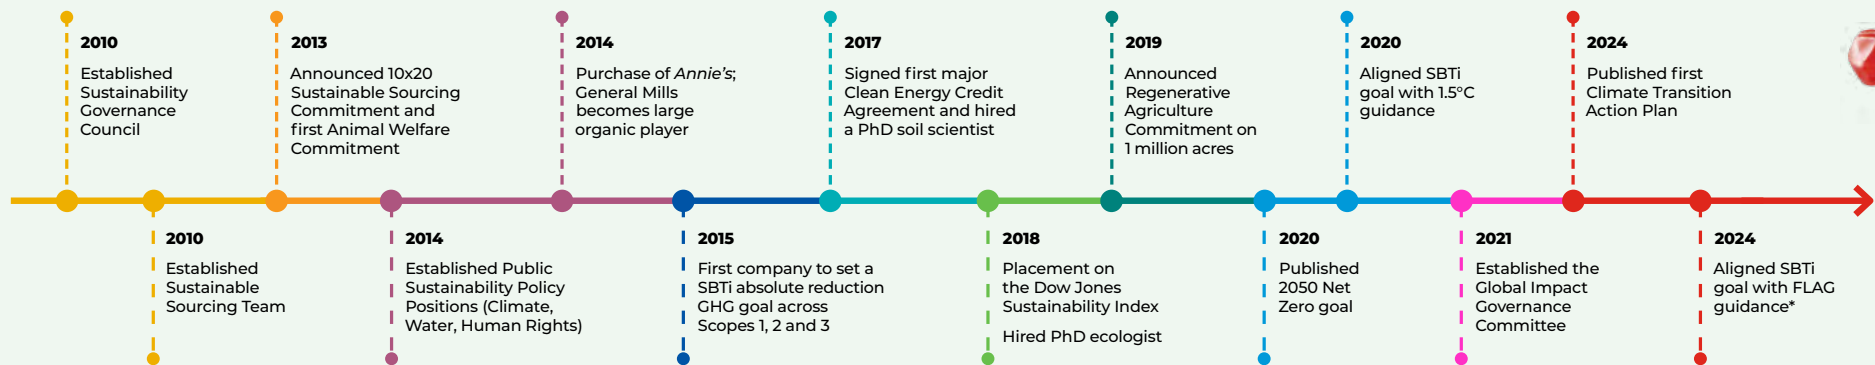 2010
Established
Sustainability
Governance
Council
2013
Announced 10x20
Sustainable Sourcing
Commitment and
first Animal Welfare
Commitment
2014
Purchase of Annie's;
General Mills
becomes large
organic player
2017
Signed first major
Clean Energy Credit
Agreement and hired
a PhD soil scientist
2019
Announced
Regenerative
Agriculture
Commitment on
1 million acres
2020
Aligned SBTi
goal with 1.5°C
guidance
2024
Published first
Climate Transition
Action Plan
2010
Established
Sustainable
Sourcing Team
2014
Established Public
Sustainability Policy
Positions (Climate,
Water, Human Rights)
2015
First company to set a
SBTi absolute reduction
GHG goal across
Scopes 1, 2 and 3
2018
Placement on
the Dow Jones
Sustainability Index
Hired PhD ecologist
2020
Published
2050 Net
Zero goal
2021
Established the
Global Impact
Governance
Committee
2024
Aligned SBTi
goal with FLAG
guidance*